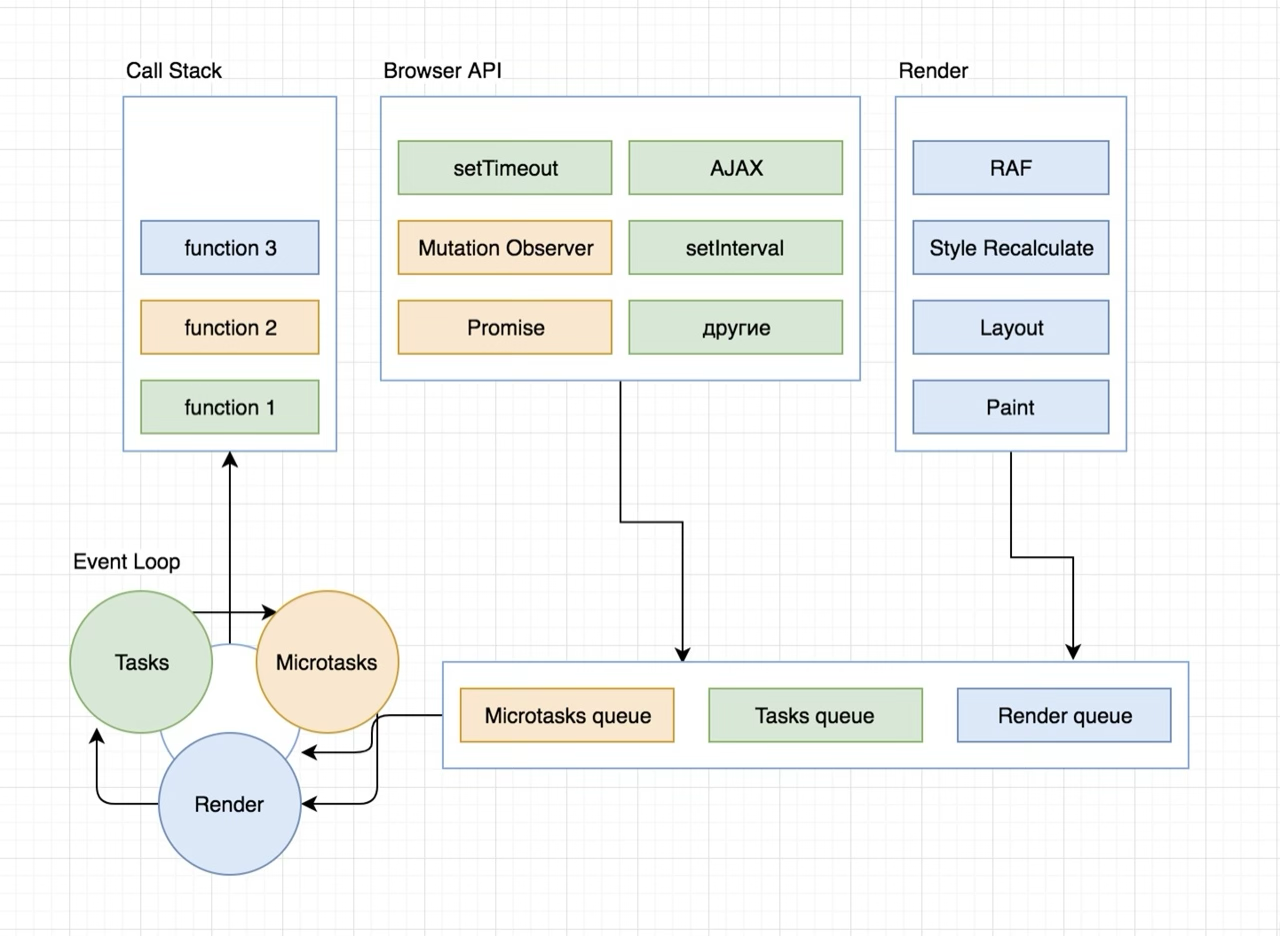 Call Stack
Browser API
Render
setTimeout
AJAX
RAF
function 3
Mutation Observer
setInterval
Style Recalculate
function 2
Promise
другие
Layout
function 1
Paint
Event Loop
Tasks
Microtasks
Microtasks queue
Tasks queue
Render queue
Render